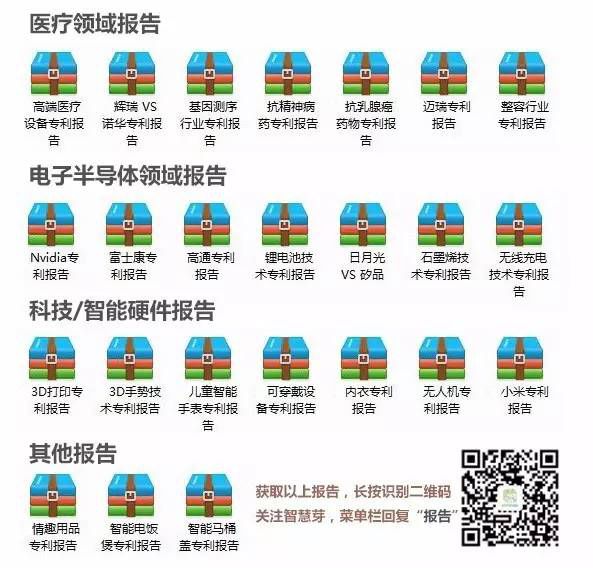 医疗领域报告
高端医疗
设备专利报
告
辉瑞 VS
诺华专利报
告
基因测序
行业专利报
告
抗精神病
药专利报告
抗乳腺癌
药物专利报
告
迈瑞专利
报告
整容行业
专利报告
电子半导体领域报告
Nvidia专
利报告
富士康专
利报告
高通专利
报告
锂电池技
术专利报告
日月光
VS 矽品
石墨烯技
术专利报告
无线充电
技术专利报
告
科技/智能硬件报告
3D打印专
利报告
3D手势技
术专利报告
儿童智能
手表专利报
告
可穿戴设
备专利报告
内衣专利
报告
无人机专
利报告
小米专利
报告
其他报告
情趣用品
专利报告
智能电饭
煲专利报告
智能马桶
盖专利报告
获取以上报告，长按识别二维码
关注智慧芽，菜单栏回复“报告”